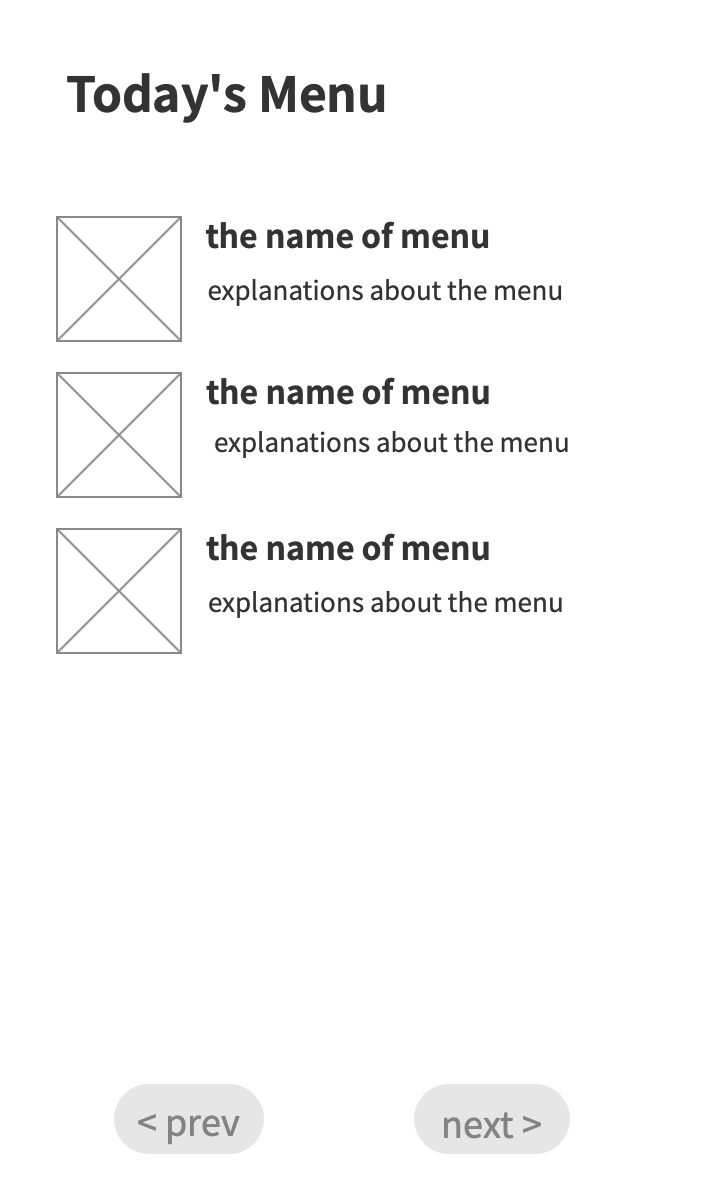 Today's Menu
the name of menu
explanations about the menu
the name of menu
explanations about the menu
the name of menu
explanations about the menu
< prev
next >